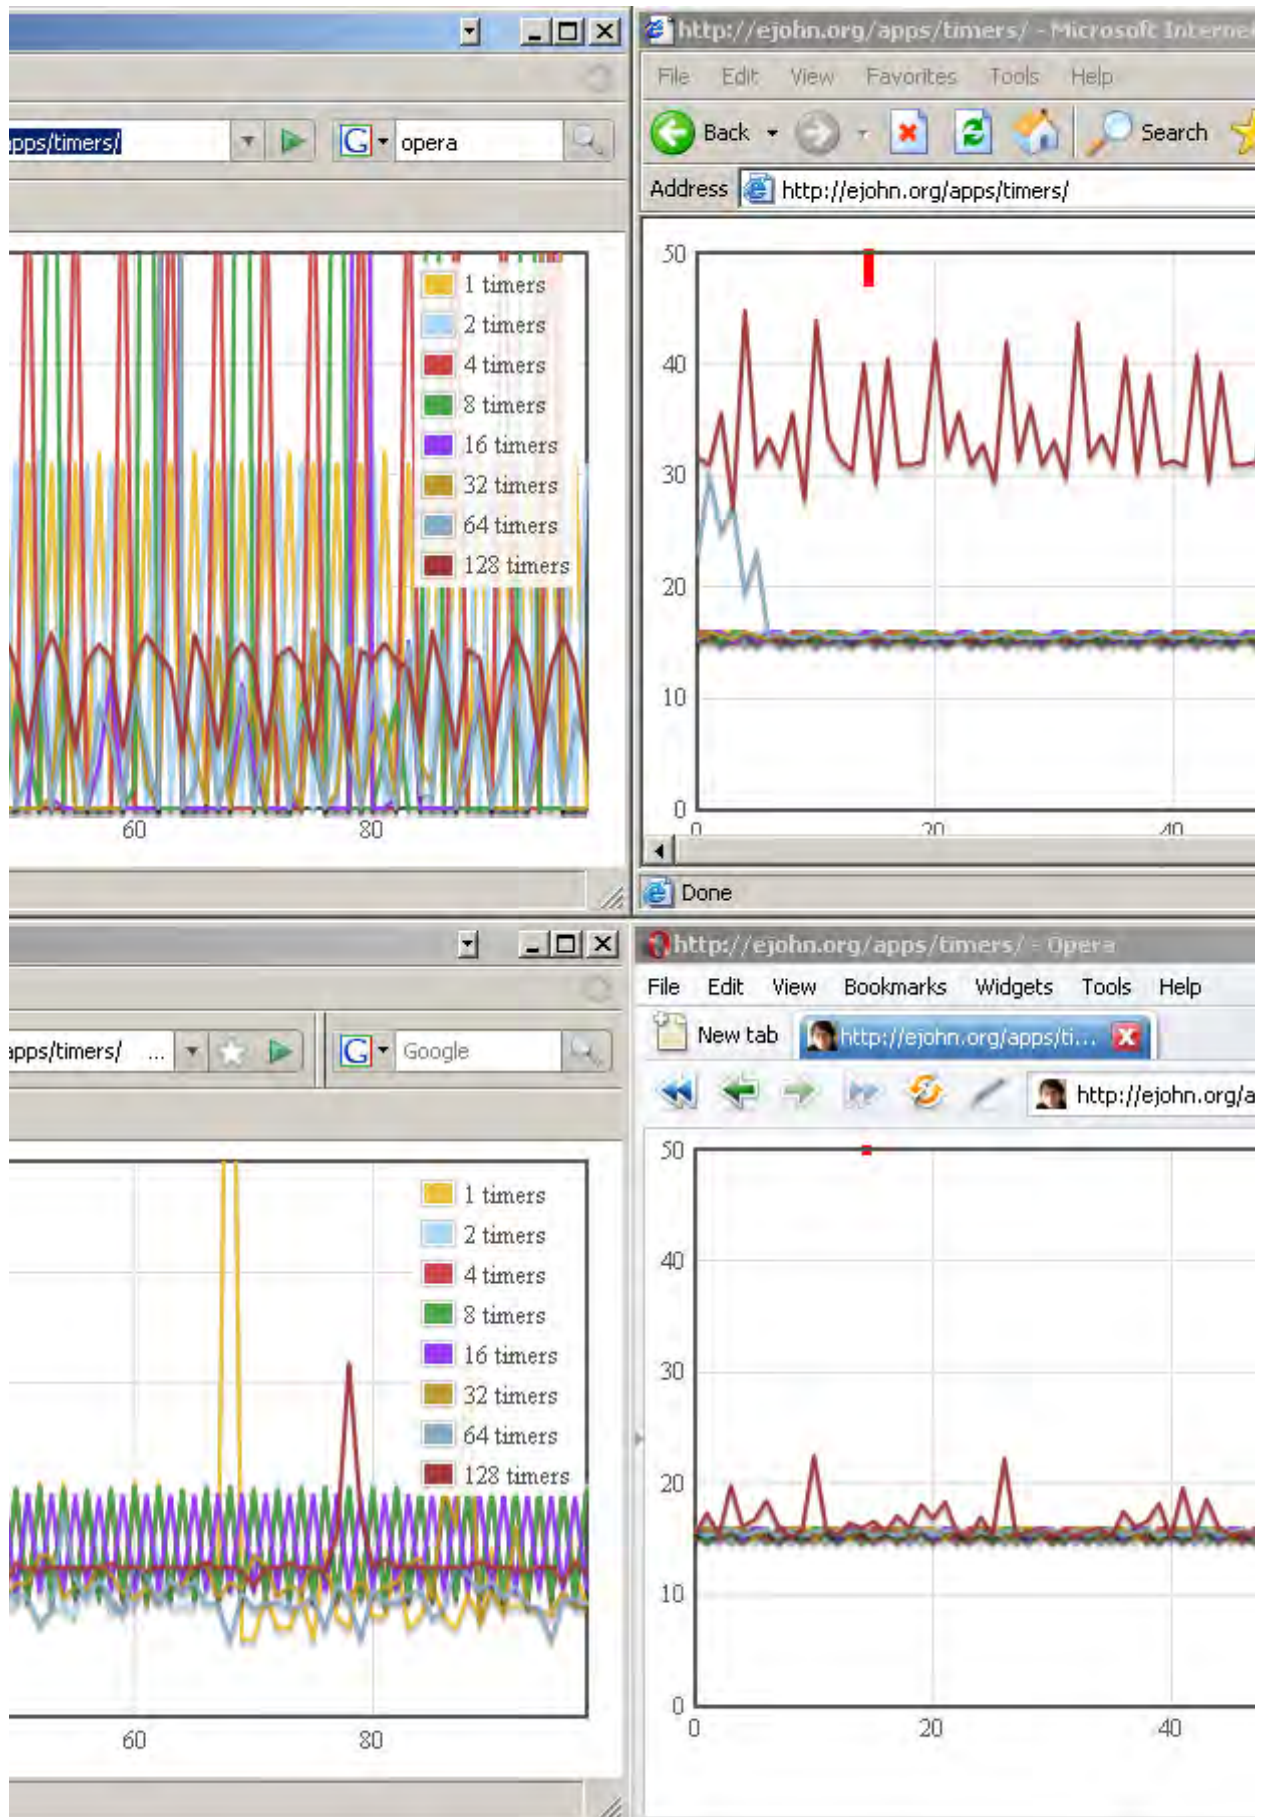 http://ejohn.org/apps/timers/ - Microsoft Interne
File Edit View Favorites Tools Help
apps/timers/ opera
Back Search
Address http://ejohn.org/apps/timers/
1 timers
2 timers
4 timers
8 timers
16 timers
32 timers
64 timers
128 timers
60 80
50
40
30
20
10
0
0 20 40
Done
http://ejohn.org/apps/timers/ - Opera
File Edit View Bookmarks Widgets Tools Help
apps/timers/ ... Google
New tab http://ejohn.org/apps/ti...
http://ejohn.org/a
1 timers
2 timers
4 timers
8 timers
16 timers
32 timers
64 timers
128 timers
60 80
50
40
30
20
10
0
0 20 40